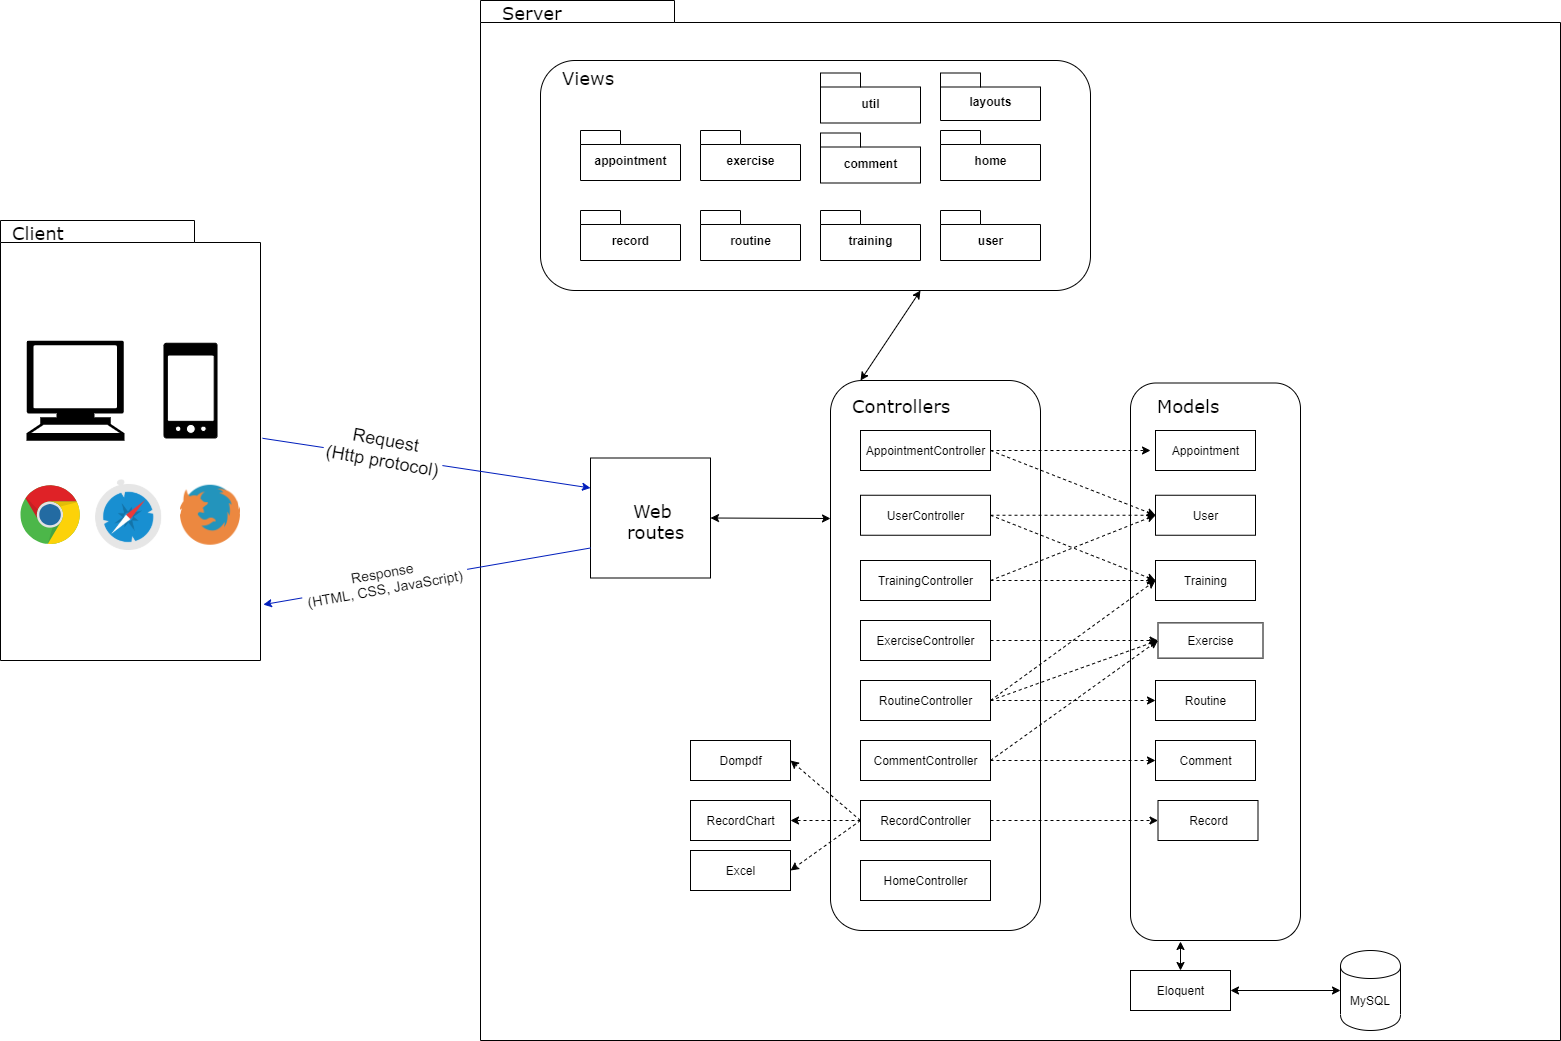 Server
Views
util
layouts
appointment
exercise
comment
home
record
routine
training
user
Client
Request
(Http protocol)
Response
(HTML, CSS, JavaScript)
Web
routes
Controllers
AppointmentController
UserController
TrainingController
ExerciseController
RoutineController
CommentController
RecordController
HomeController
Dompdf
RecordChart
Excel
Models
Appointment
User
Training
Exercise
Routine
Comment
Record
Eloquent
MySQL